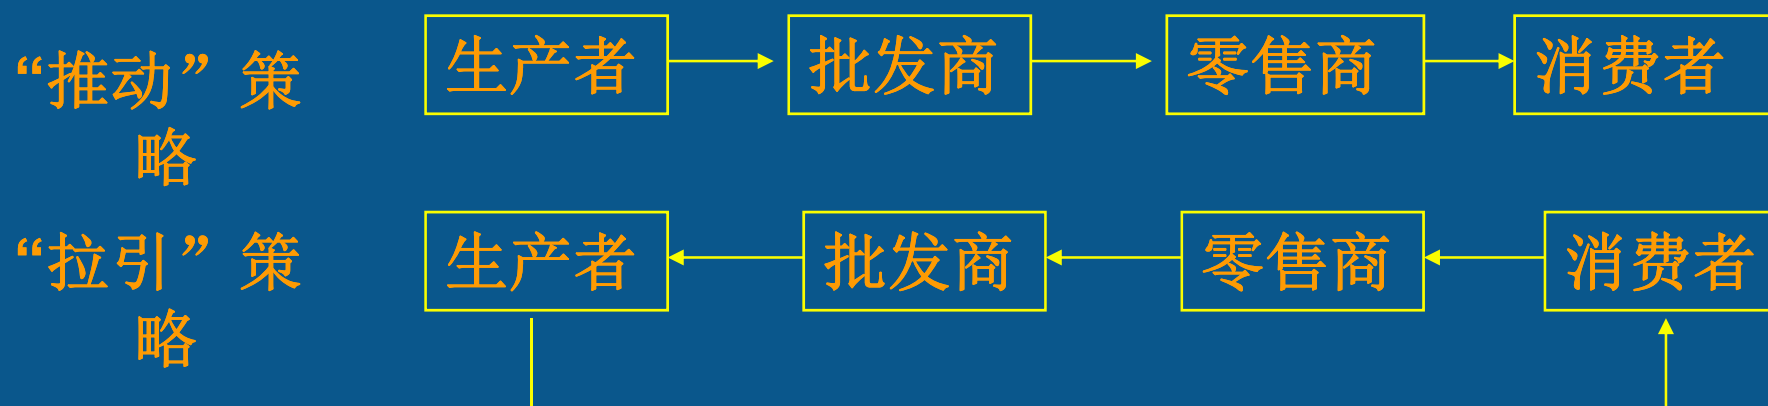 “推动”策 生产者 批发商 零售商 消费者
略
“拉引”策 生产者 批发商 零售商 消费者
略